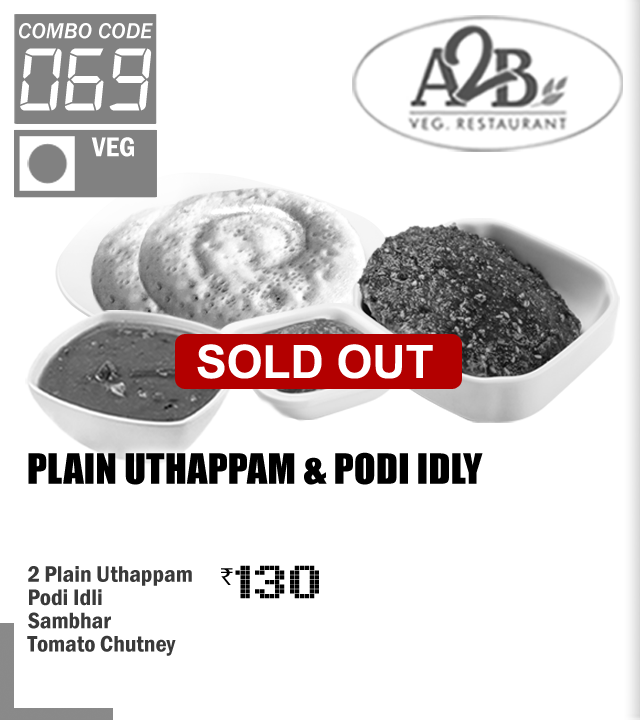 COMBO CODE
069
VEG
A2B
VEG. RESTAURANT
SOLD OUT
PLAIN UTHAPPAM & PODI IDLY
2 Plain Uthappam
₹130
Podi Idli
Sambhar
Tomato Chutney